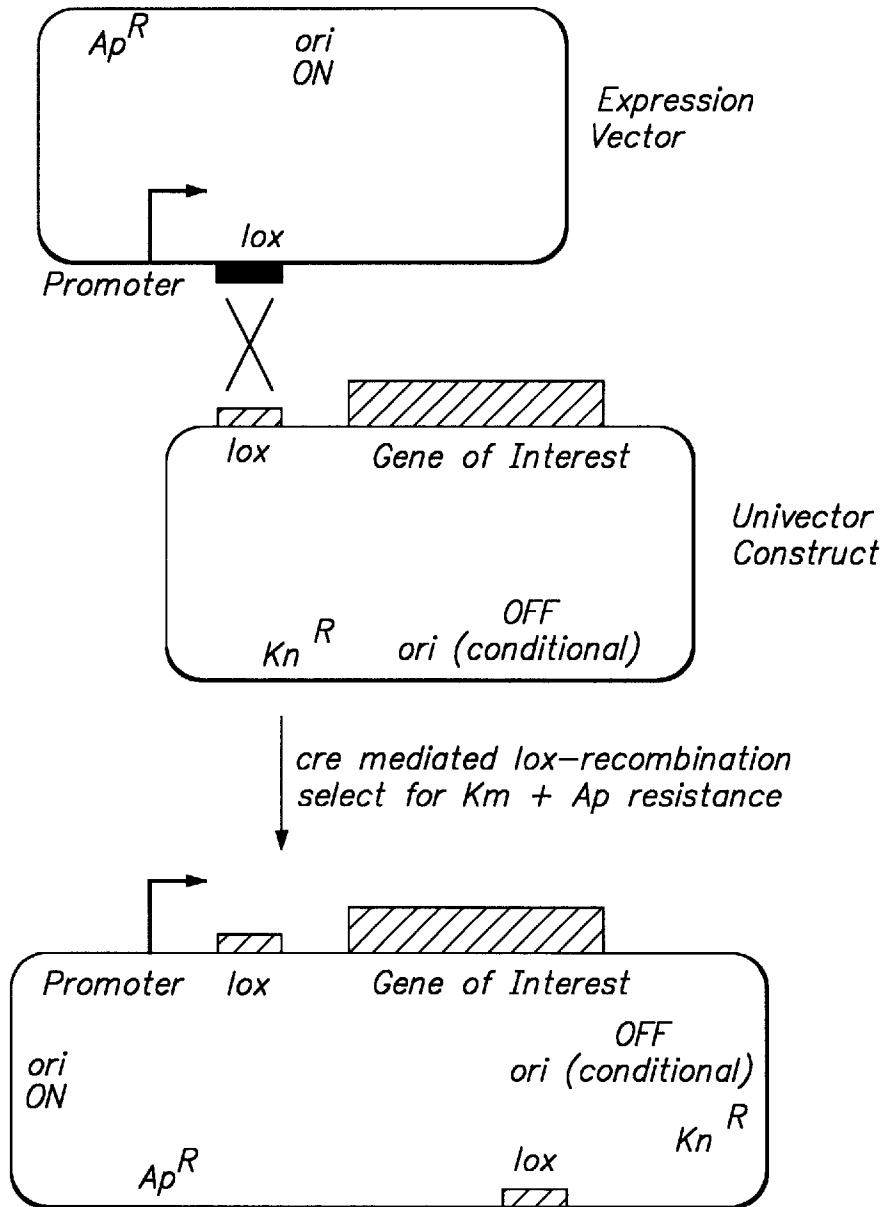 Ap^R
ori
ON
Expression
Vector
lox
Promoter
lox
Gene of Interest
Univector
Construct
OFF
ori (conditional)
Kn^R
cre mediated lox–recombination
select for Km + Ap resistance
Promoter
lox
Gene of Interest
OFF
ori (conditional)
ori
ON
Kn^R
lox
Ap^R